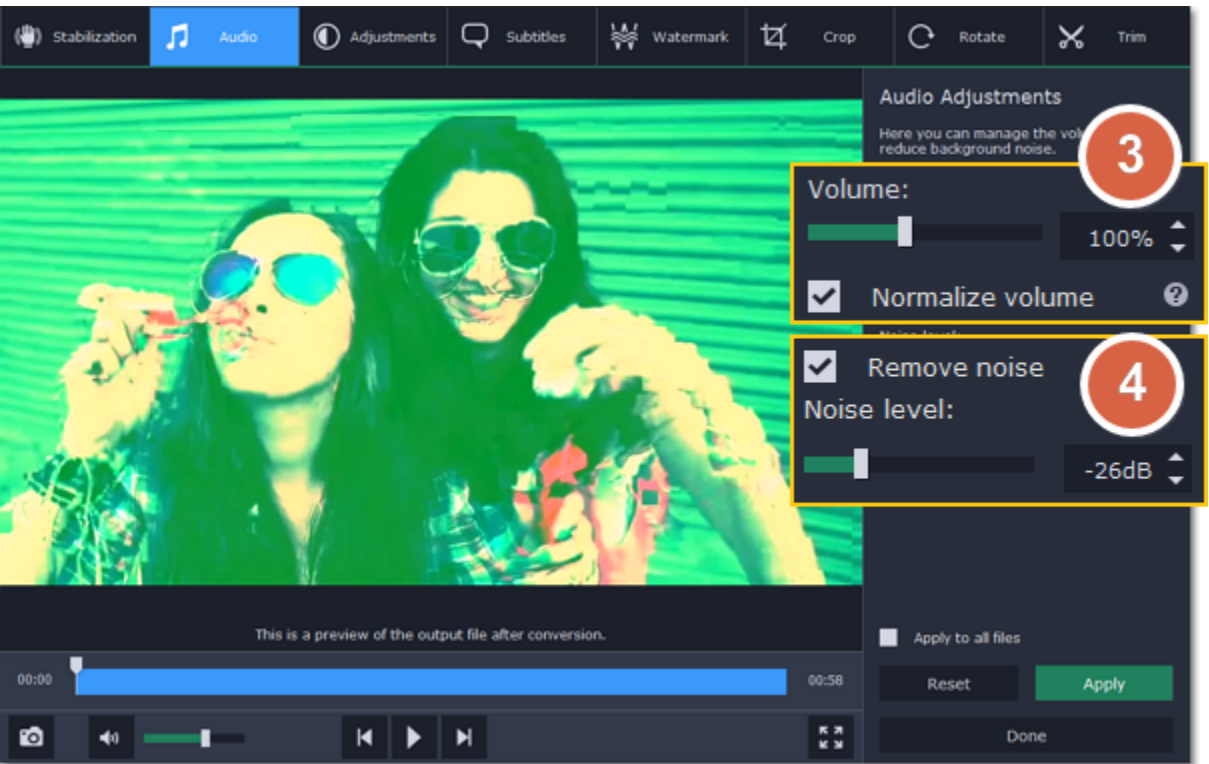 Stabilization
Audio
Adjustments
Subtitles
Watermark
Crop
Rotate
Trim
Audio Adjustments
Here you can manage the
reduce background noise.
3
Volume:
100%
Normalize volume
?
4
Remove noise
Noise level:
-26dB
This is a preview of the output file after conversion.
00:00
00:58
Apply to all files
Reset
Apply
Done